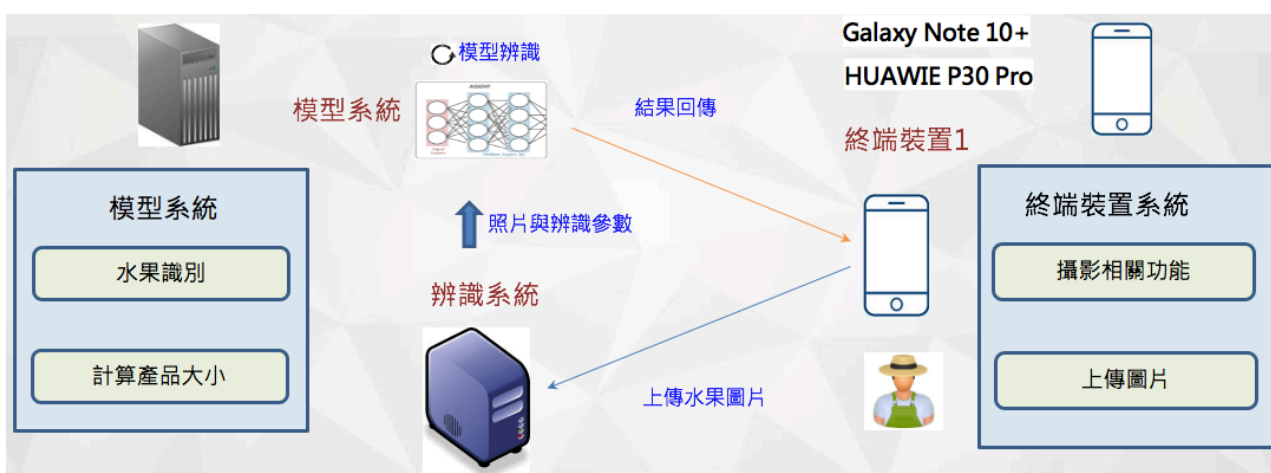 模型辨識
模型系統
AGENT
結果回傳
Galaxy Note 10+
HUAWIE P30 Pro
終端裝置1
模型系統
水果識別
計算產品大小
照片與辨識參數
辨識系統
上傳水果圖片
終端裝置系統
攝影相關功能
上傳圖片